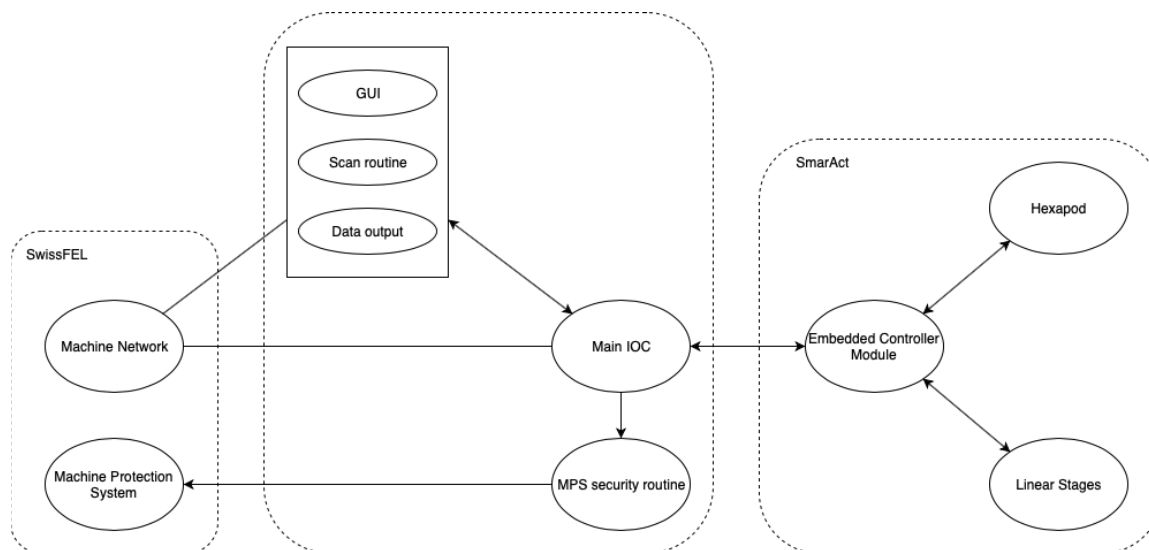 GUI
Scan routine
Data output
SwissFEL
Machine Network
Machine Protection
System
Main IOC
MPS security routine
SmarAct
Hexapod
Embedded Controller
Module
Linear Stages